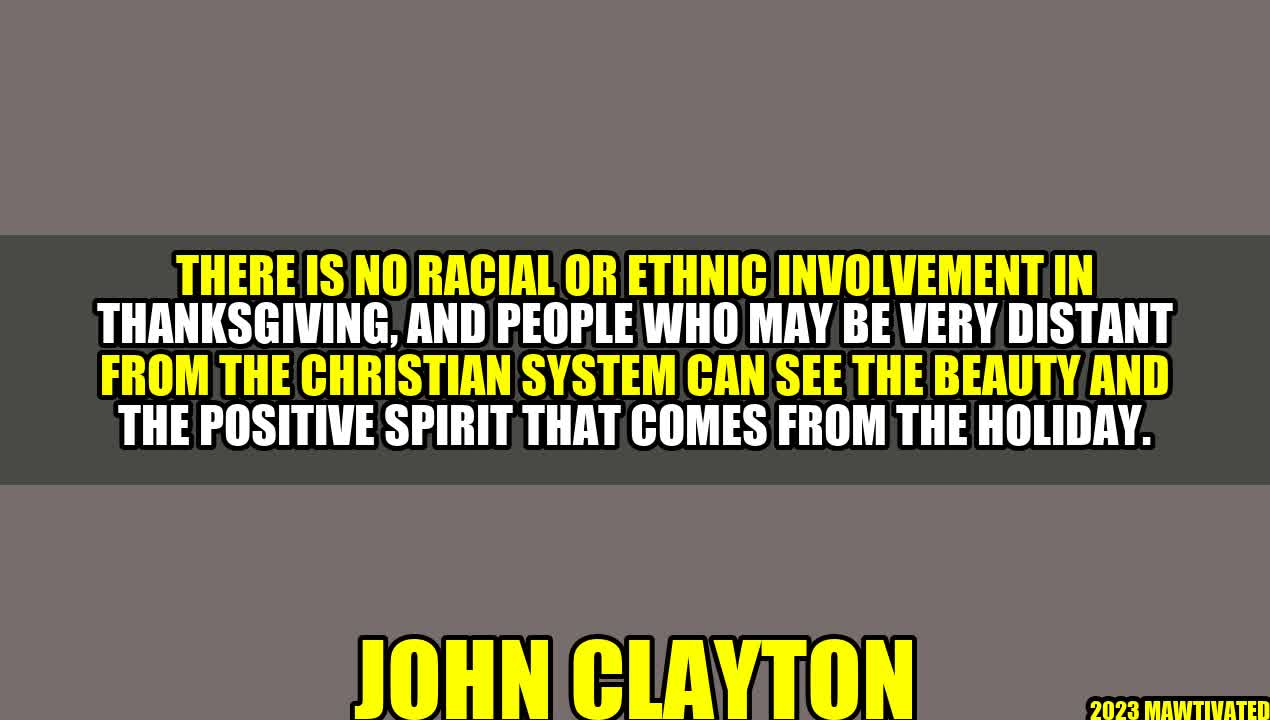 THERE IS NO RACIAL OR ETHNIC INVOLVEMENT IN
THANKSGIVING, AND PEOPLE WHO MAY BE VERY DISTANT
FROM THE CHRISTIAN SYSTEM CAN SEE THE BEAUTY AND
THE POSITIVE SPIRIT THAT COMES FROM THE HOLIDAY.
JOHN CLAYTON
2023 MAWTIVATED